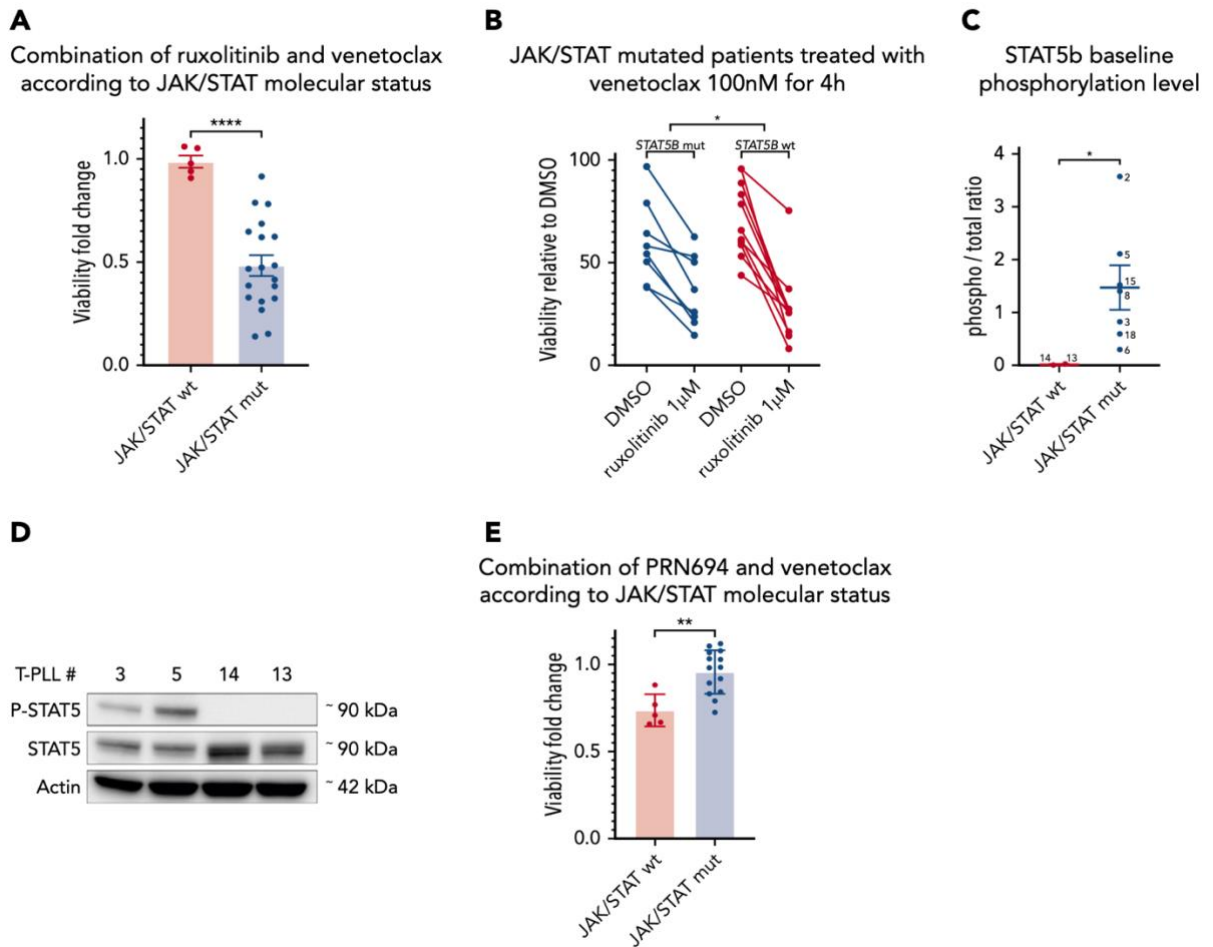 A
Combination of ruxolitinib and venetoclax
according to JAK/STAT molecular status
****
Viability fold change
1.0
0.5
0.0
JAK/STAT wt
JAK/STAT mut
B
JAK/STAT mutated patients treated with
venetoclax 100nM for 4h
*
STAT5B mut
STAT5B wt
Viability relative to DMSO
100
50
0
DMSO
ruxolitinib 1μM
DMSO
ruxolitinib 1μM
C
STAT5b baseline
phosphorylation level
*
phospho / total ratio
4
3
2
1
0
14
13
2
5
15
8
3
18
6
JAK/STAT wt
JAK/STAT mut
D
T-PLL # 3 5 14 13
P-STAT5 ~ 90 kDa
STAT5 ~ 90 kDa
Actin ~ 42 kDa
E
Combination of PRN694 and venetoclax
according to JAK/STAT molecular status
**
Viability fold change
1.0
0.5
0.0
JAK/STAT wt
JAK/STAT mut